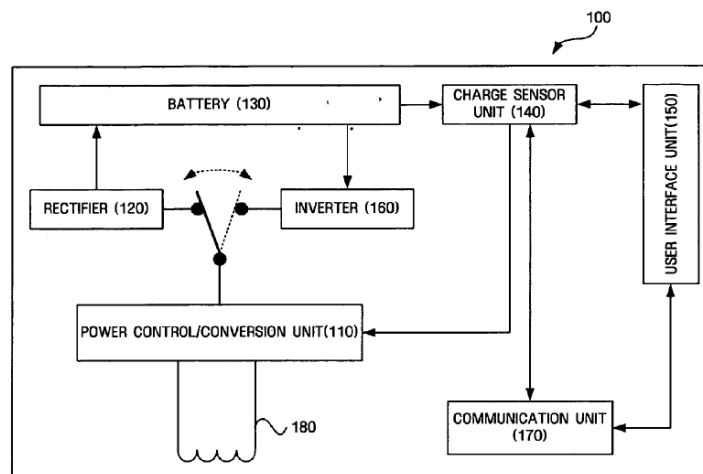 100
BATTERY (130)
CHARGE SENSOR
UNIT (140)
USER INTERFACE UNIT(150)
RECTIFIER (120)
INVERTER (160)
POWER CONTROL/CONVERSION UNIT(110)
180
COMMUNICATION UNIT
(170)